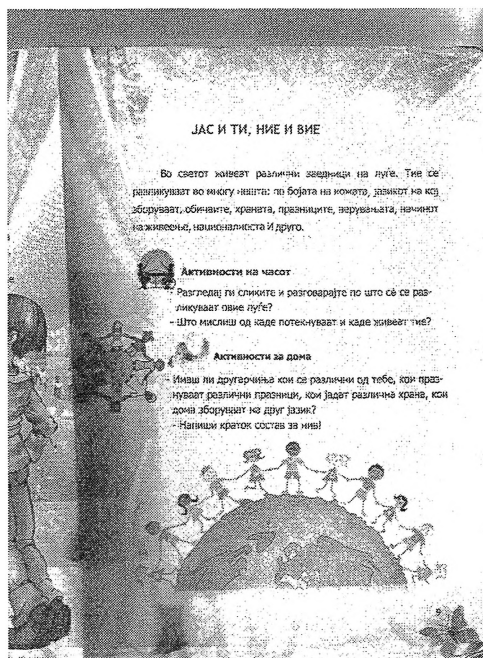 ЈАС И ТИ, НИЕ И ВИЕ
Во светот живеат различни заедници на луѓе. Тие се
разликуваат во многу нешта: по бојата на кожата, јазикот на кој
зборуваат, обичаите, храната, празниците, верувањата, начинот
на живеење, националноста И друго.
Активности на часот
- Разгледај ги сликите и разговарајте по што сѐ се раз-
ликуваат овие луѓе?
- Што мислиш од каде потекнуваат и каде живеат тие?
Активности за дома
- Имаш ли другарчиња кои се различни од тебе, кои праз-
нуваат различни празници, кои јадат различна храна, кои
дома зборуваат на друг јазик?
- Напиши краток состав за нив!
9